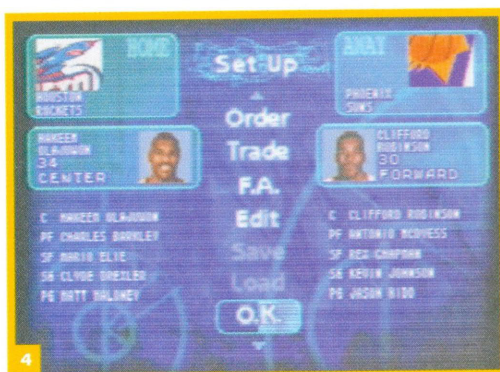 HOME
HOUSTON
ROCKETS
HAKEEM
OLAJUWON
34
CENTER
C HAKEEM OLAJUWON
PF CHARLES BARKLEY
SF MARIO ELIE
SG CLYDE DREXLER
PG MATT MALONEY
Set Up
Order
Trade
F.A.
Edit
Save
Load
O.K.
AWAY
PHOENIX
SUNS
CLIFFORD
ROBINSON
30
FORWARD
C CLIFFORD ROBINSON
PF ANTONIO MCDYESS
SF REX CHAPMAN
SG KEVIN JOHNSON
PG JASON KIDD
4